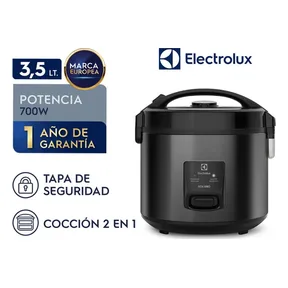 3,5 LT.
MARCA
EUROPEA
Electrolux
POTENCIA
700W
1 AÑO DE
GARANTÍA
TAPA DE
SEGURIDAD
COCCIÓN 2 EN 1
Electrolux